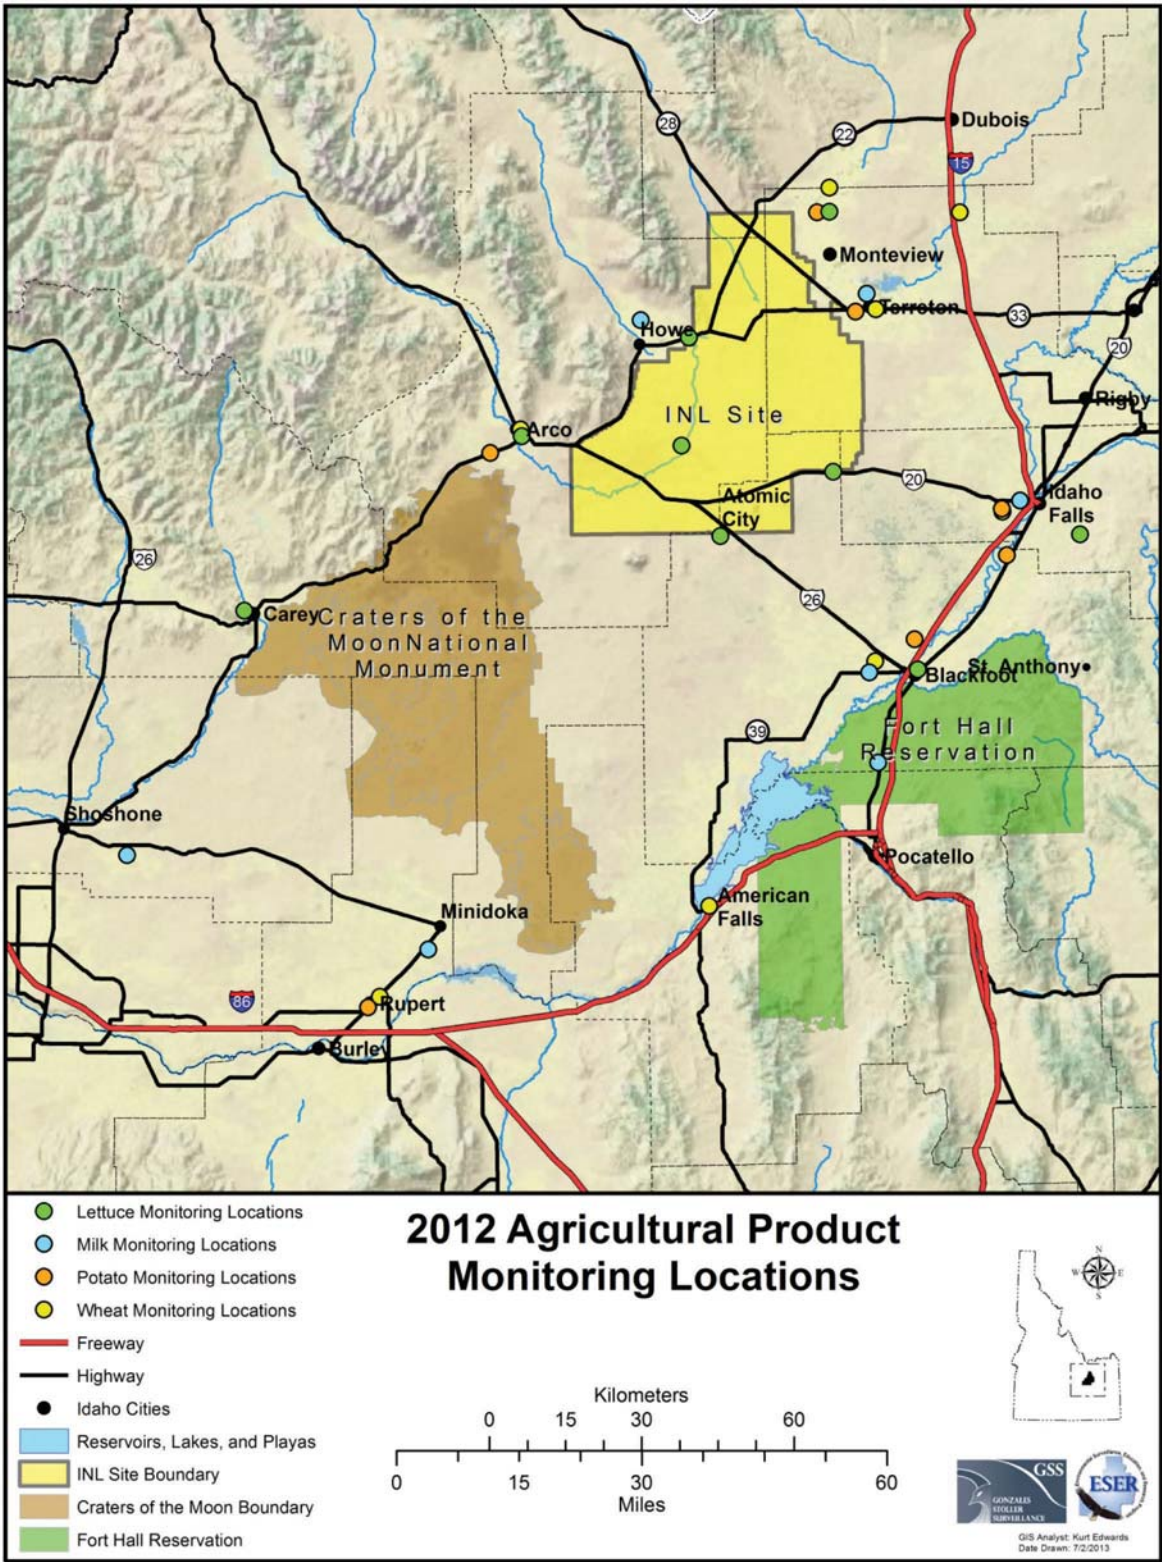 28
22
Dubois
15
Monteview
Terreton
33
Howe
20
Rigby
INL Site
Arco
20
Atomic
City
Idaho
Falls
26
26
Carey
Craters of the
MoonNational
Monument
St. Anthony
Blackfoot
39
Fort Hall
Reservation
Shoshone
Pocatello
American
Falls
Minidoka
86
Rupert
Burley
Lettuce Monitoring Locations
Milk Monitoring Locations
Potato Monitoring Locations
Wheat Monitoring Locations
Freeway
Highway
Idaho Cities
Reservoirs, Lakes, and Playas
INL Site Boundary
Craters of the Moon Boundary
Fort Hall Reservation
2012 Agricultural Product
Monitoring Locations
Kilometers
0 15 30 60
0 15 30 60
Miles
N
W E
S
GSS
GONZALES
STOLLER
SURVEILLANCE
ESER
GIS Analyst: Kurt Edwards
Date Drawn: 7/2/2013